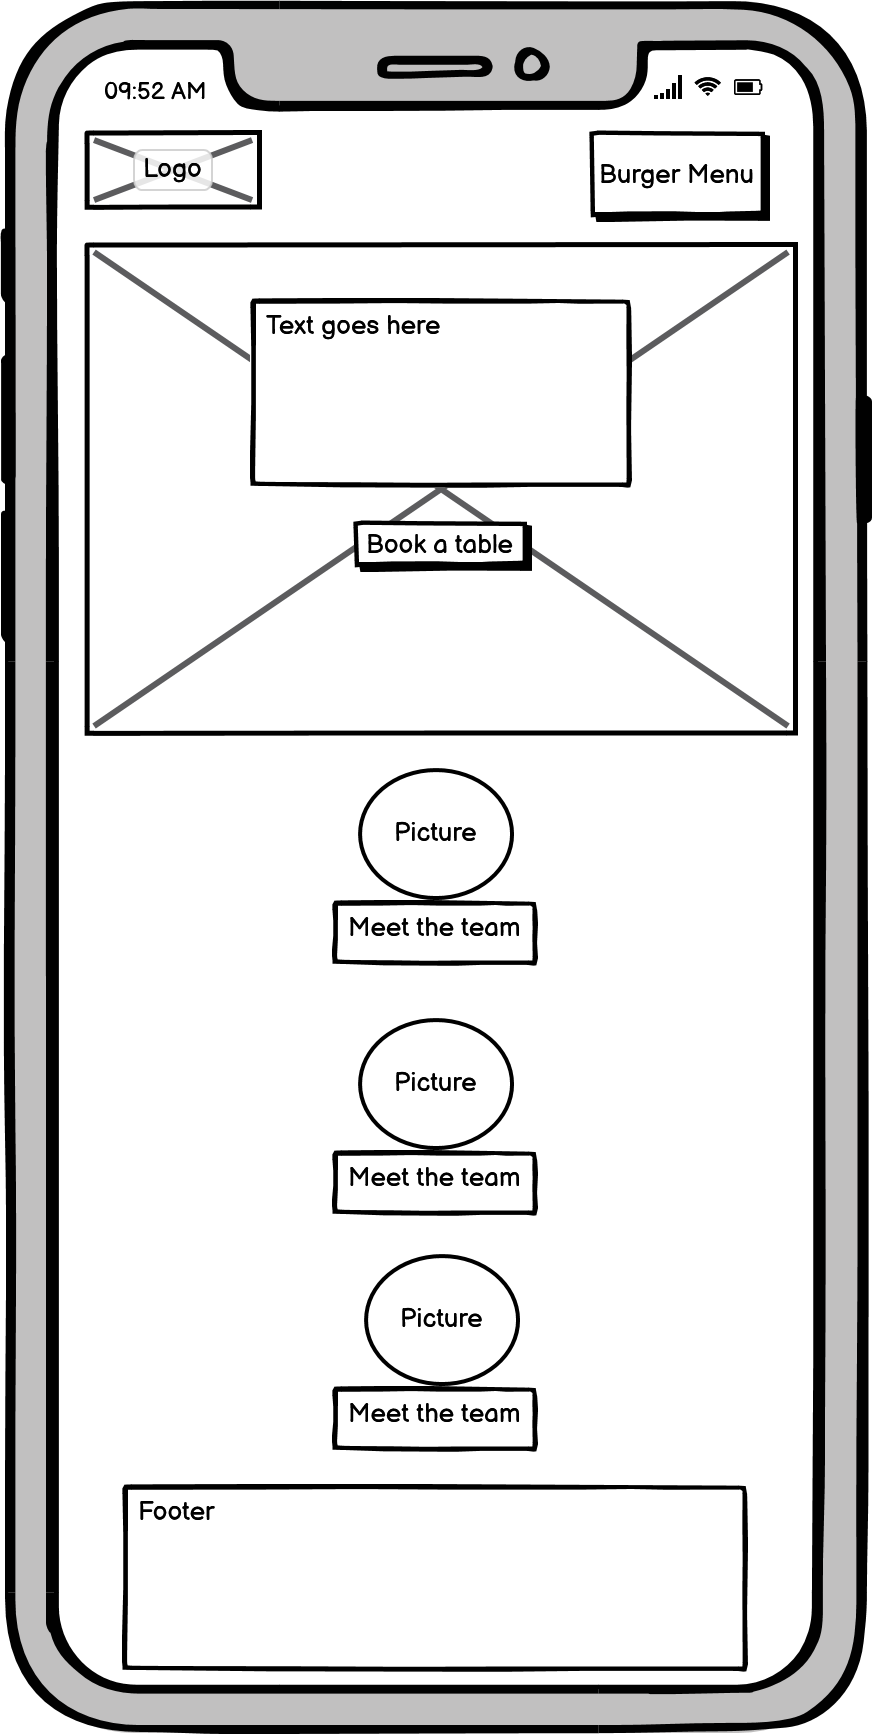 09:52 AM
Logo
Burger Menu
Text goes here
Book a table
Picture
Meet the team
Picture
Meet the team
Picture
Meet the team
Footer